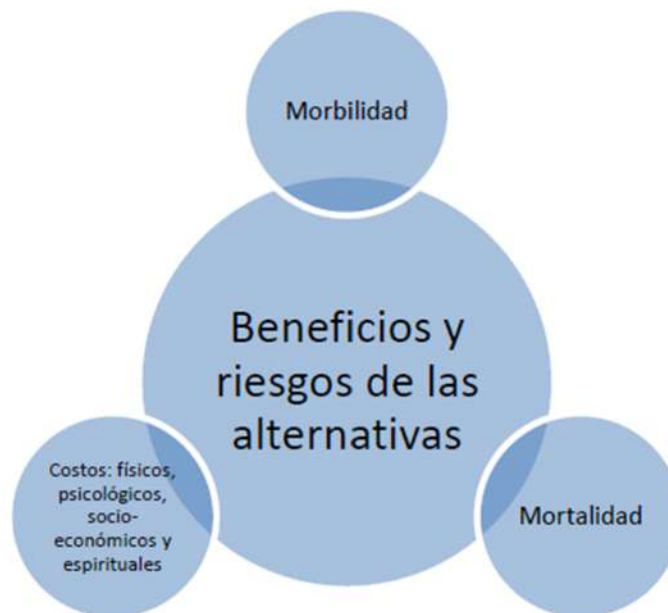 Morbilidad
Beneficios y
riesgos de las
alternativas
Costos: físicos,
psicológicos,
socio-
económicos y
espirituales
Mortalidad